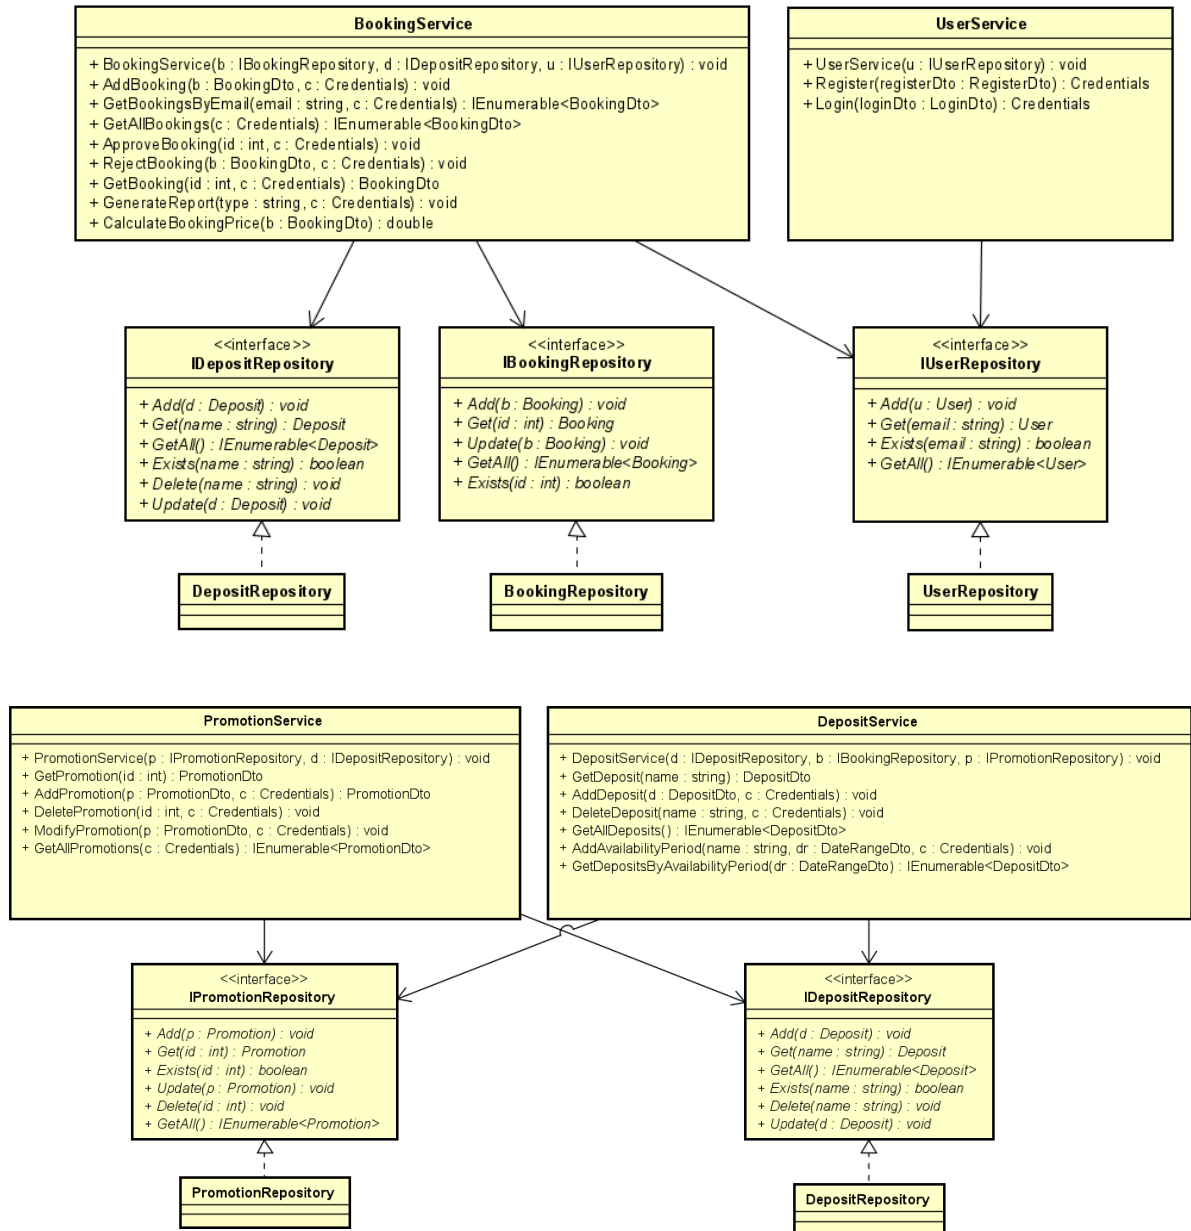 BookingService
+ BookingService(b : IBookingRepository, d : IDepositRepository, u : IUserRepository) : void
+ AddBooking(b : BookingDto, c : Credentials) : void
+ GetBookingsByEmail(email : string, c : Credentials) : IEnumerable<BookingDto>
+ GetAllBookings(c : Credentials) : IEnumerable<BookingDto>
+ ApproveBooking(id : int, c : Credentials) : void
+ RejectBooking(b : BookingDto, c : Credentials) : void
+ GetBooking(id : int, c : Credentials) : BookingDto
+ GenerateReport(type : string, c : Credentials) : void
+ CalculateBookingPrice(b : BookingDto) : double
UserService
+ UserService(u : IUserRepository) : void
+ Register(registerDto : RegisterDto) : Credentials
+ Login(loginDto : LoginDto) : Credentials
<<interface>>
IDepositRepository
+ Add(d : Deposit) : void
+ Get(name : string) : Deposit
+ GetAll() : IEnumerable<Deposit>
+ Exists(name : string) : boolean
+ Delete(name : string) : void
+ Update(d : Deposit) : void
<<interface>>
IBookingRepository
+ Add(b : Booking) : void
+ Get(id : int) : Booking
+ Update(b : Booking) : void
+ GetAll() : IEnumerable<Booking>
+ Exists(id : int) : boolean
<<interface>>
IUserRepository
+ Add(u : User) : void
+ Get(email : string) : User
+ Exists(email : string) : boolean
+ GetAll() : IEnumerable<User>
DepositRepository
BookingRepository
UserRepository
PromotionService
+ PromotionService(p : IPromotionRepository, d : IDepositRepository) : void
+ GetPromotion(id : int) : PromotionDto
+ AddPromotion(p : PromotionDto, c : Credentials) : PromotionDto
+ DeletePromotion(id : int, c : Credentials) : void
+ ModifyPromotion(p : PromotionDto, c : Credentials) : void
+ GetAllPromotions(c : Credentials) : IEnumerable<PromotionDto>
DepositService
+ DepositService(d : IDepositRepository, b : IBookingRepository, p : IPromotionRepository) : void
+ GetDeposit(name : string) : DepositDto
+ AddDeposit(d : DepositDto, c : Credentials) : void
+ DeleteDeposit(name : string, c : Credentials) : void
+ GetAllDeposits() : IEnumerable<DepositDto>
+ AddAvailabilityPeriod(name : string, dr : DateRangeDto, c : Credentials) : void
+ GetDepositsByAvailabilityPeriod(dr : DateRangeDto) : IEnumerable<DepositDto>
<<interface>>
IPromotionRepository
+ Add(p : Promotion) : void
+ Get(id : int) : Promotion
+ Exists(id : int) : boolean
+ Update(p : Promotion) : void
+ Delete(id : int) : void
+ GetAll() : IEnumerable<Promotion>
<<interface>>
IDepositRepository
+ Add(d : Deposit) : void
+ Get(name : string) : Deposit
+ GetAll() : IEnumerable<Deposit>
+ Exists(name : string) : boolean
+ Delete(name : string) : void
+ Update(d : Deposit) : void
PromotionRepository
DepositRepository